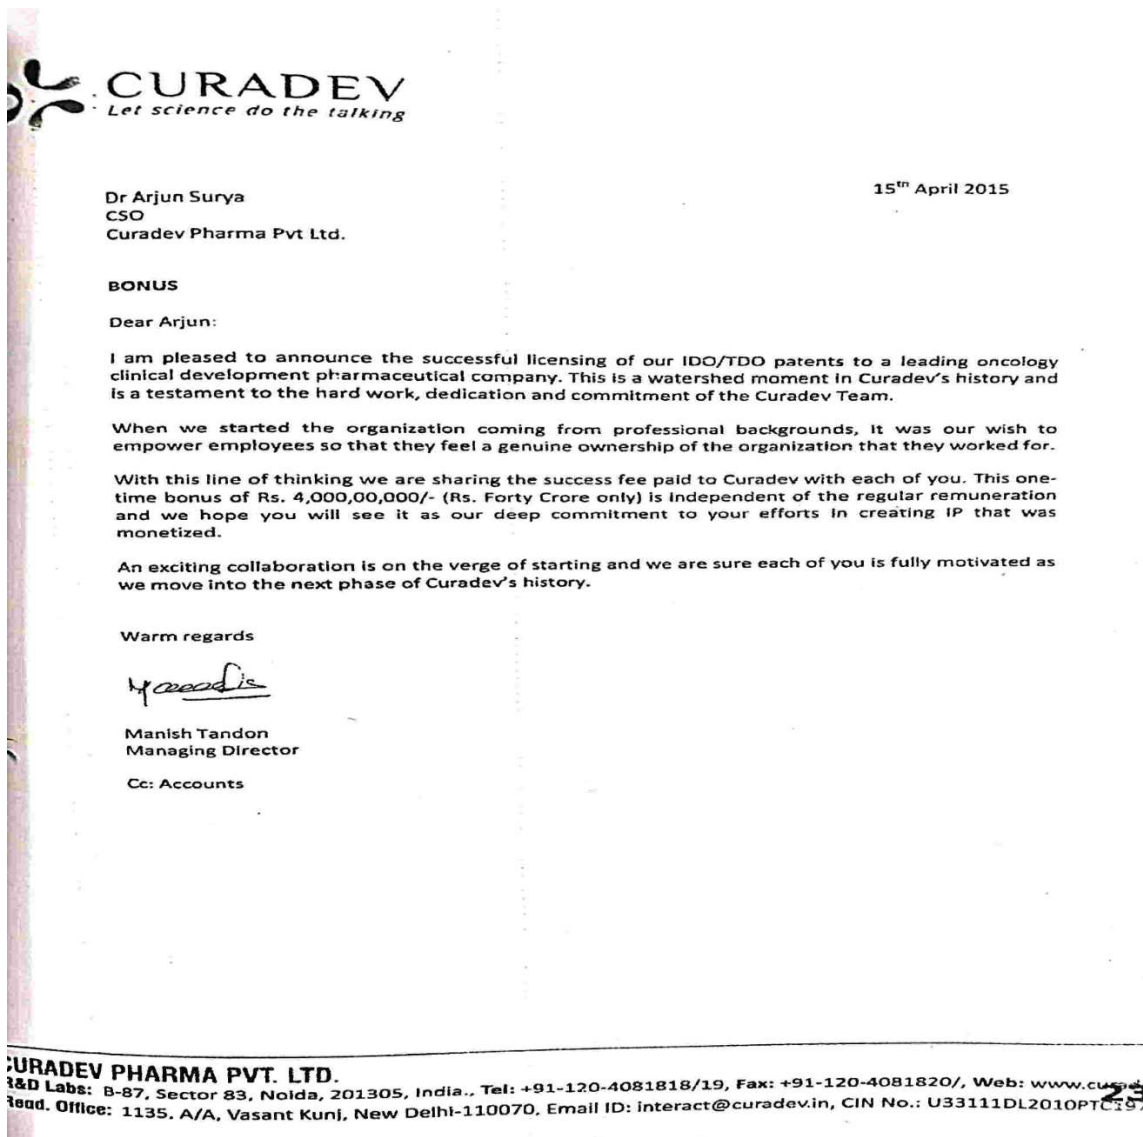 CURADEV
Let science do the talking
15th April 2015
Dr Arjun Surya
CSO
Curadev Pharma Pvt Ltd.
BONUS
Dear Arjun:
I am pleased to announce the successful licensing of our IDO/TDO patents to a leading oncology
clinical development pharmaceutical company. This is a watershed moment in Curadev's history and
is a testament to the hard work, dedication and commitment of the Curadev Team.
When we started the organization coming from professional backgrounds, it was our wish to
empower employees so that they feel a genuine ownership of the organization that they worked for.
With this line of thinking we are sharing the success fee paid to Curadev with each of you. This one-
time bonus of Rs. 4,000,00,000/- (Rs. Forty Crore only) is independent of the regular remuneration
and we hope you will see it as our deep commitment to your efforts in creating IP that was
monetized.
An exciting collaboration is on the verge of starting and we are sure each of you is fully motivated as
we move into the next phase of Curadev's history.
Warm regards
Manish Tandon
Managing Director
Cc: Accounts
CURADEV PHARMA PVT. LTD.
R&D Labs: B-87, Sector 83, Noida, 201305, India., Tel: +91-120-4081818/19, Fax: +91-120-4081820/, Web: www.curad
Office: 1135, A/A, Vasant Kunj, New Delhi-110070, Email ID: interact@curadev.in, CIN No.: U33111DL2010PTC197
23